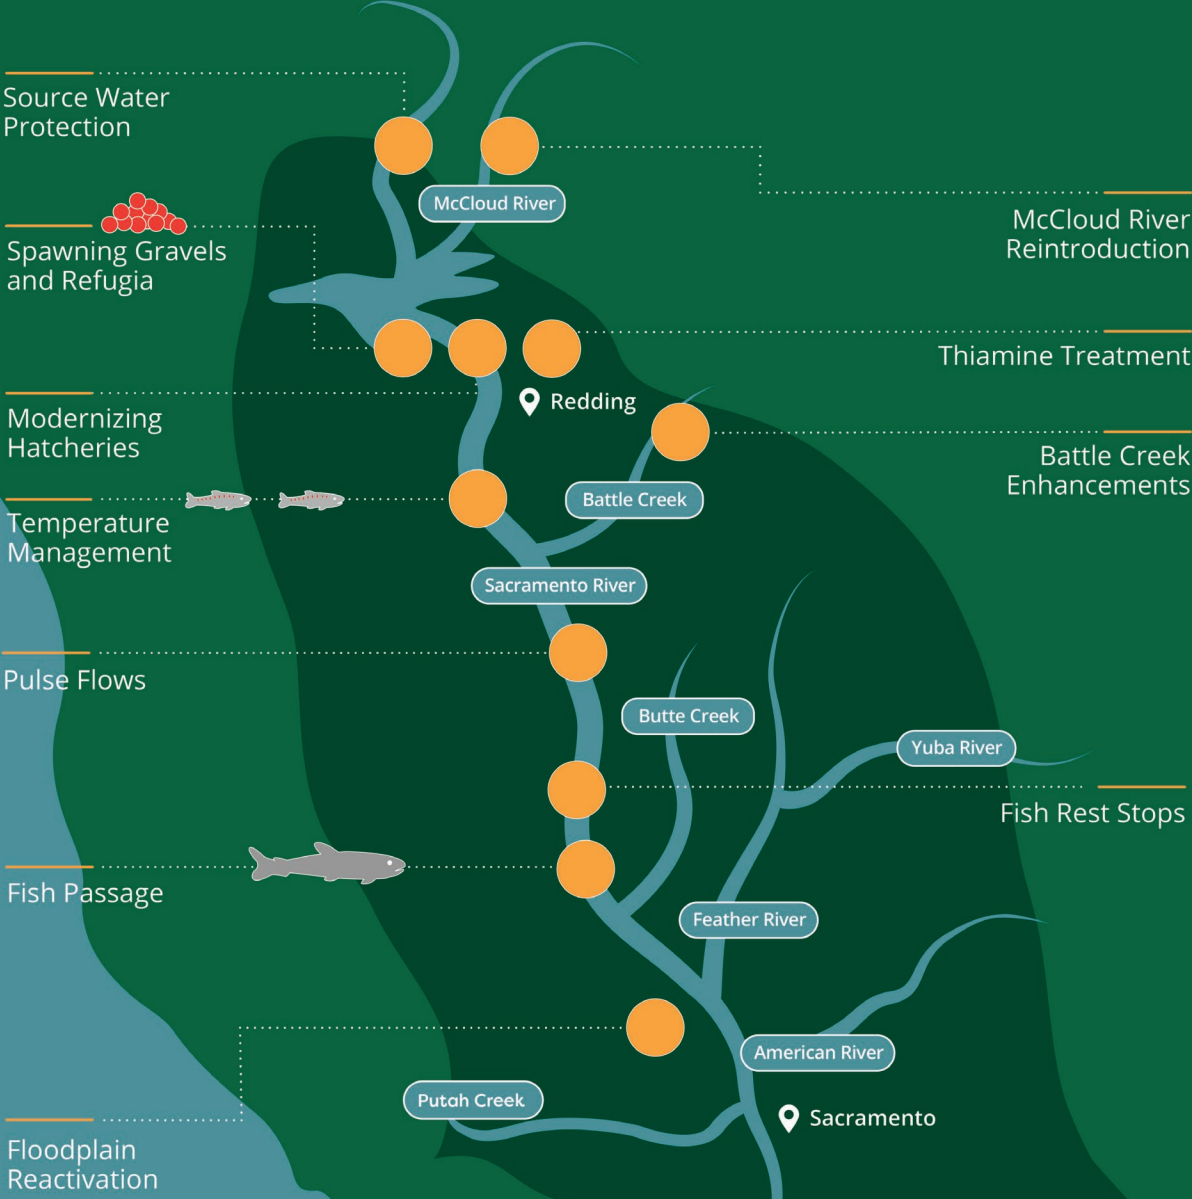 Source Water
Protection
McCloud River
McCloud River
Reintroduction
Spawning Gravels
and Refugia
Thiamine Treatment
Redding
Modernizing
Hatcheries
Battle Creek
Enhancements
Battle Creek
Temperature
Management
Sacramento River
Pulse Flows
Butte Creek
Yuba River
Fish Rest Stops
Fish Passage
Feather River
American River
Putah Creek
Sacramento
Floodplain
Reactivation